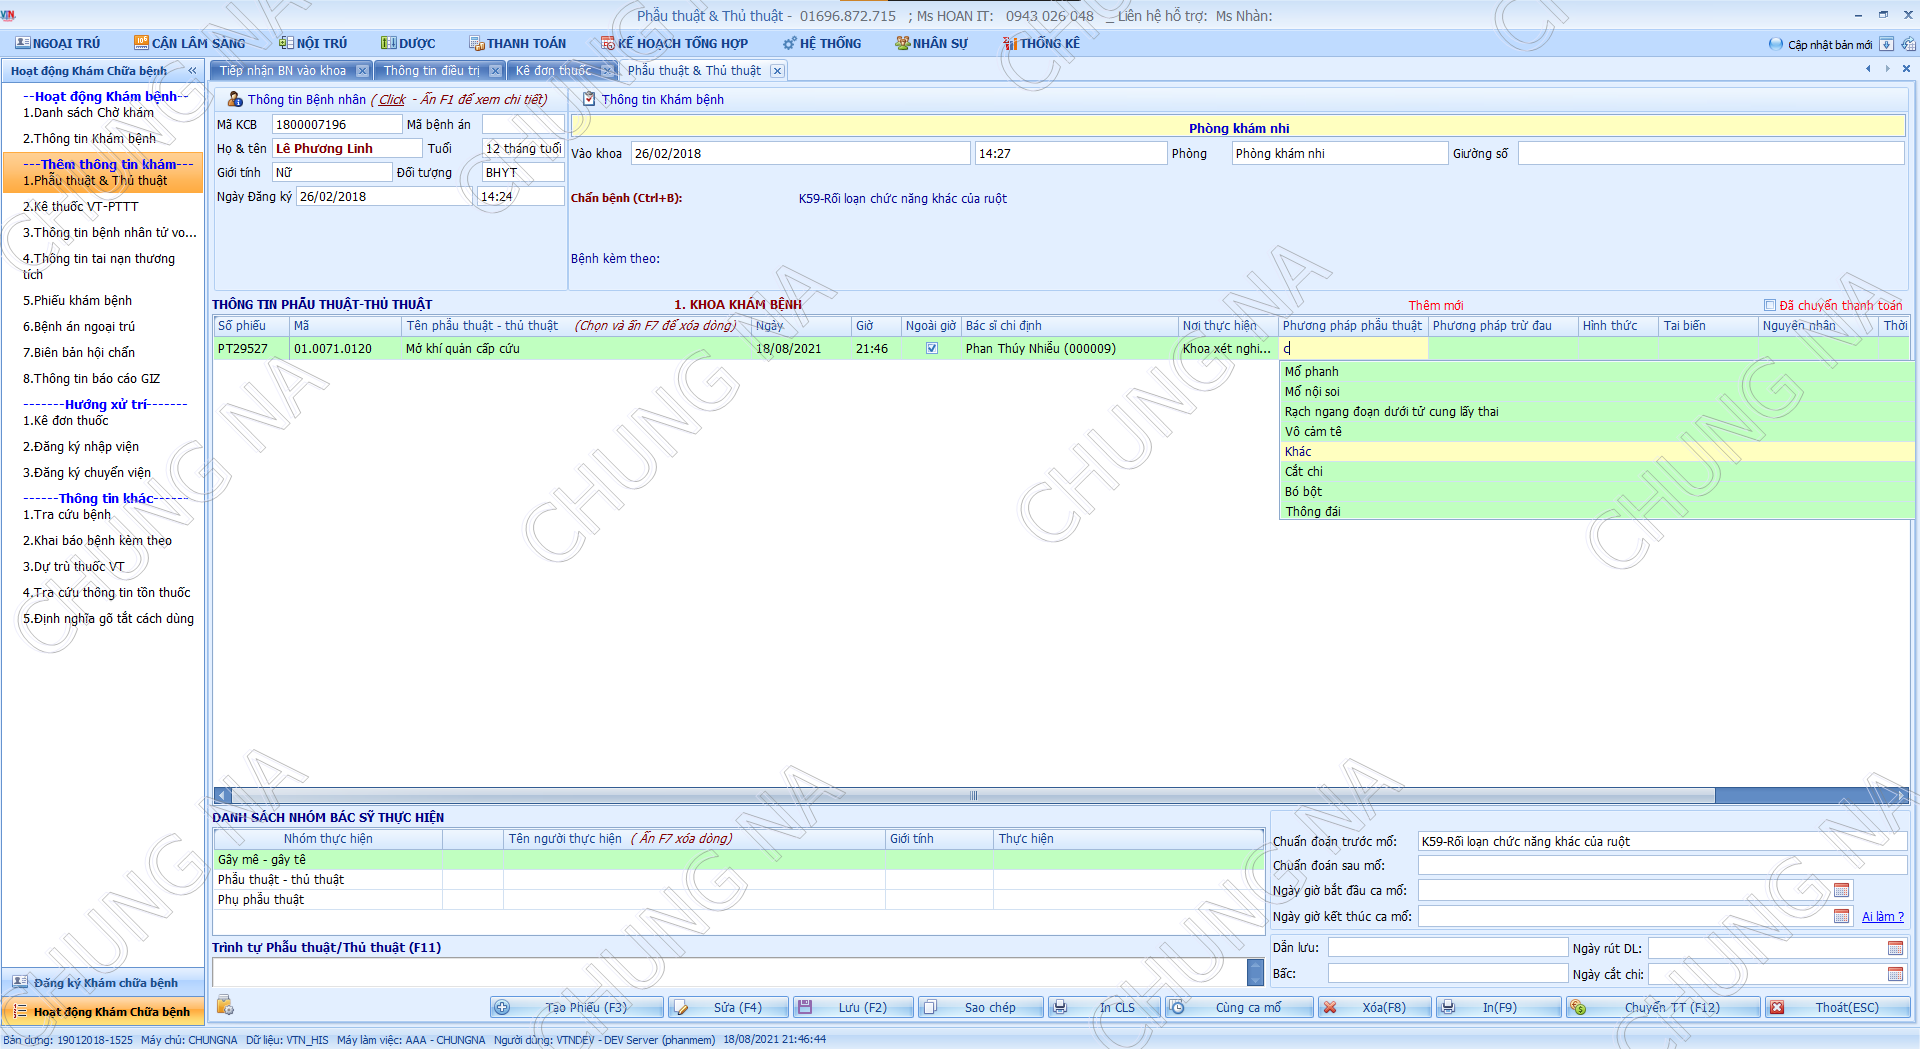 VTN
Phẫu thuật & Thủ thuật - 01696.872.715 ; Ms HOAN IT: 0943 026 048 _ Liên hệ hỗ trợ: Ms Nhàn:
NGOẠI TRÚ CẬN LÂM SÀNG NỘI TRÚ DƯỢC THANH TOÁN KẾ HOẠCH TỔNG HỢP HỆ THỐNG NHÂN SỰ THỐNG KÊ Cập nhật bản mới
Hoạt động Khám Chữa bệnh «
Tiếp nhận BN vào khoa Thông tin điều trị Kê đơn thuốc Phẫu thuật & Thủ thuật
--Hoạt động Khám bệnh--
1.Danh sách Chờ khám
2.Thông tin Khám bệnh
---Thêm thông tin khám---
1.Phẫu thuật & Thủ thuật
2.Kê thuốc VT-PTTT
3.Thông tin bệnh nhân tử vo...
4.Thông tin tai nạn thương
tích
5.Phiếu khám bệnh
6.Bệnh án ngoại trú
7.Biên bản hội chẩn
8.Thông tin báo cáo GIZ
-------Hướng xử trí-------
1.Kê đơn thuốc
2.Đăng ký nhập viện
3.Đăng ký chuyển viện
------Thông tin khác------
1.Tra cứu bệnh
2.Khai báo bệnh kèm theo
3.Dự trù thuốc VT
4.Tra cứu thông tin tồn thuốc
5.Định nghĩa gõ tắt cách dùng
Đăng ký Khám chữa bệnh
Hoạt động Khám Chữa bệnh
Thông tin Bệnh nhân ( Click - Ấn F1 để xem chi tiết)
Mã KCB 1800007196 Mã bệnh án
Họ & tên Lê Phương Linh Tuổi 12 tháng tuổi
Giới tính Nữ Đối tượng BHYT
Ngày Đăng ký 26/02/2018 14:24
Thông tin Khám bệnh
Phòng khám nhi
Vào khoa 26/02/2018 14:27 Phòng Phòng khám nhi Giường số
Chẩn bệnh (Ctrl+B): K59-Rối loạn chức năng khác của ruột
Bệnh kèm theo:
THÔNG TIN PHẪU THUẬT-THỦ THUẬT 1. KHOA KHÁM BỆNH Thêm mới Đã chuyển thanh toán
Số phiếu Mã Tên phẫu thuật - thủ thuật (Chọn và ấn F7 để xóa dòng) Ngày Giờ Ngoài giờ Bác sĩ chỉ định Nơi thực hiện Phương pháp phẫu thuật Phương pháp trừ đau Hình thức Tai biến Nguyên nhân Thời
PT29527 01.0071.0120 Mở khí quản cấp cứu 18/08/2021 21:46 Phan Thúy Nhiễu (000009) Khoa xét nghi... c
Mổ phanh
Mổ nội soi
Rạch ngang đoạn dưới tử cung lấy thai
Vô cảm tê
Khác
Cắt chỉ
Bó bột
Thông đái
DANH SÁCH NHÓM BÁC SỸ THỰC HIỆN
Nhóm thực hiện Tên người thực hiện ( Ấn F7 xóa dòng) Giới tính Thực hiện
Gây mê - gây tê
Phẫu thuật - thủ thuật
Phụ phẫu thuật
Trình tự Phẫu thuật/Thủ thuật (F11)
Chuẩn đoán trước mổ: K59-Rối loạn chức năng khác của ruột
Chuẩn đoán sau mổ:
Ngày giờ bắt đầu ca mổ:
Ngày giờ kết thúc ca mổ: Ai làm ?
Dẫn lưu: Ngày rút DL:
Bấc: Ngày cắt chỉ:
Tạo Phiếu (F3) Sửa (F4) Lưu (F2) Sao chép In CLS Cùng ca mổ Xóa(F8) In(F9) Chuyển TT (F12) Thoát(ESC)
Bản dựng: 19012018-1525 Máy chủ: CHUNGNA Dữ liệu: VTN_HIS Máy làm việc: AAA - CHUNGNA Người dùng: VTNDEV - DEV Server (phanmem) 18/08/2021 21:46:44
CHUNG NA
CHUNG NA
CHUNG NA
CHUNG NA
CHUNG NA
CHUNG NA
CHUNG NA
CHUNG NA
CHUNG NA